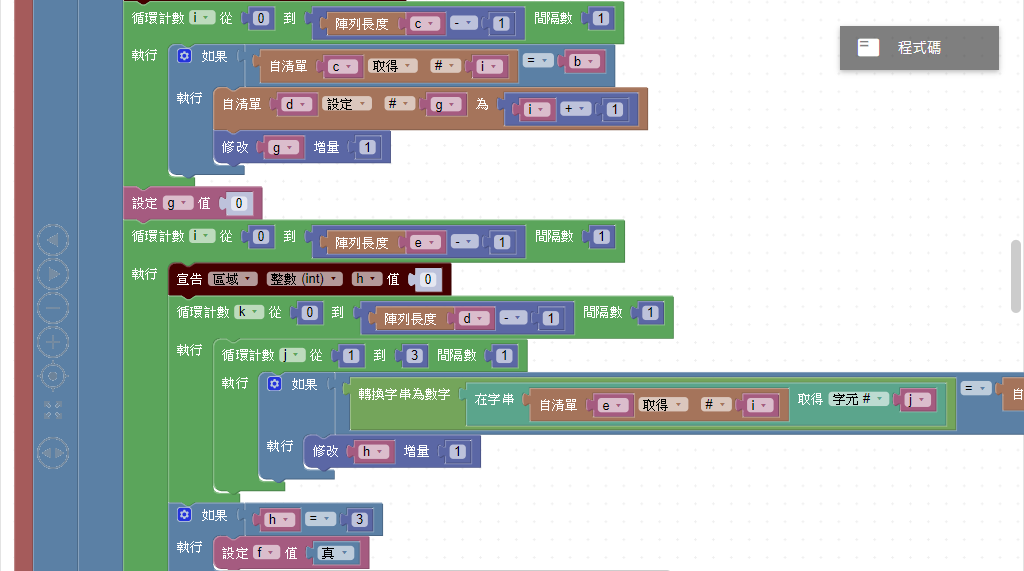 循環計數 i 從 0 到 陣列長度 c - 1 間隔數 1
程式碼
執行 如果 自清單 c 取得 # i = b
執行 自清單 d 設定 # g 為 i + 1
修改 g 增量 1
設定 g 值 0
循環計數 i 從 0 到 陣列長度 e - 1 間隔數 1
執行 宣告 區域 整數 (int) h 值 0
循環計數 k 從 0 到 陣列長度 d - 1 間隔數 1
執行 循環計數 j 從 1 到 3 間隔數 1
執行 如果 轉換字串為數字 在字串 自清單 e 取得 # i 取得 字元 # j = 自
執行 修改 h 增量 1
如果 h = 3
執行 設定 f 值 真